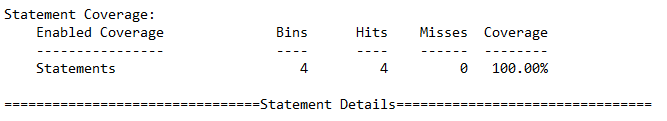 Statement Coverage:
    Enabled Coverage              Bins      Hits    Misses  Coverage
    ----------------              ----      ----    ------  --------
    Statements                       4         4         0   100.00%
================================Statement Details================================